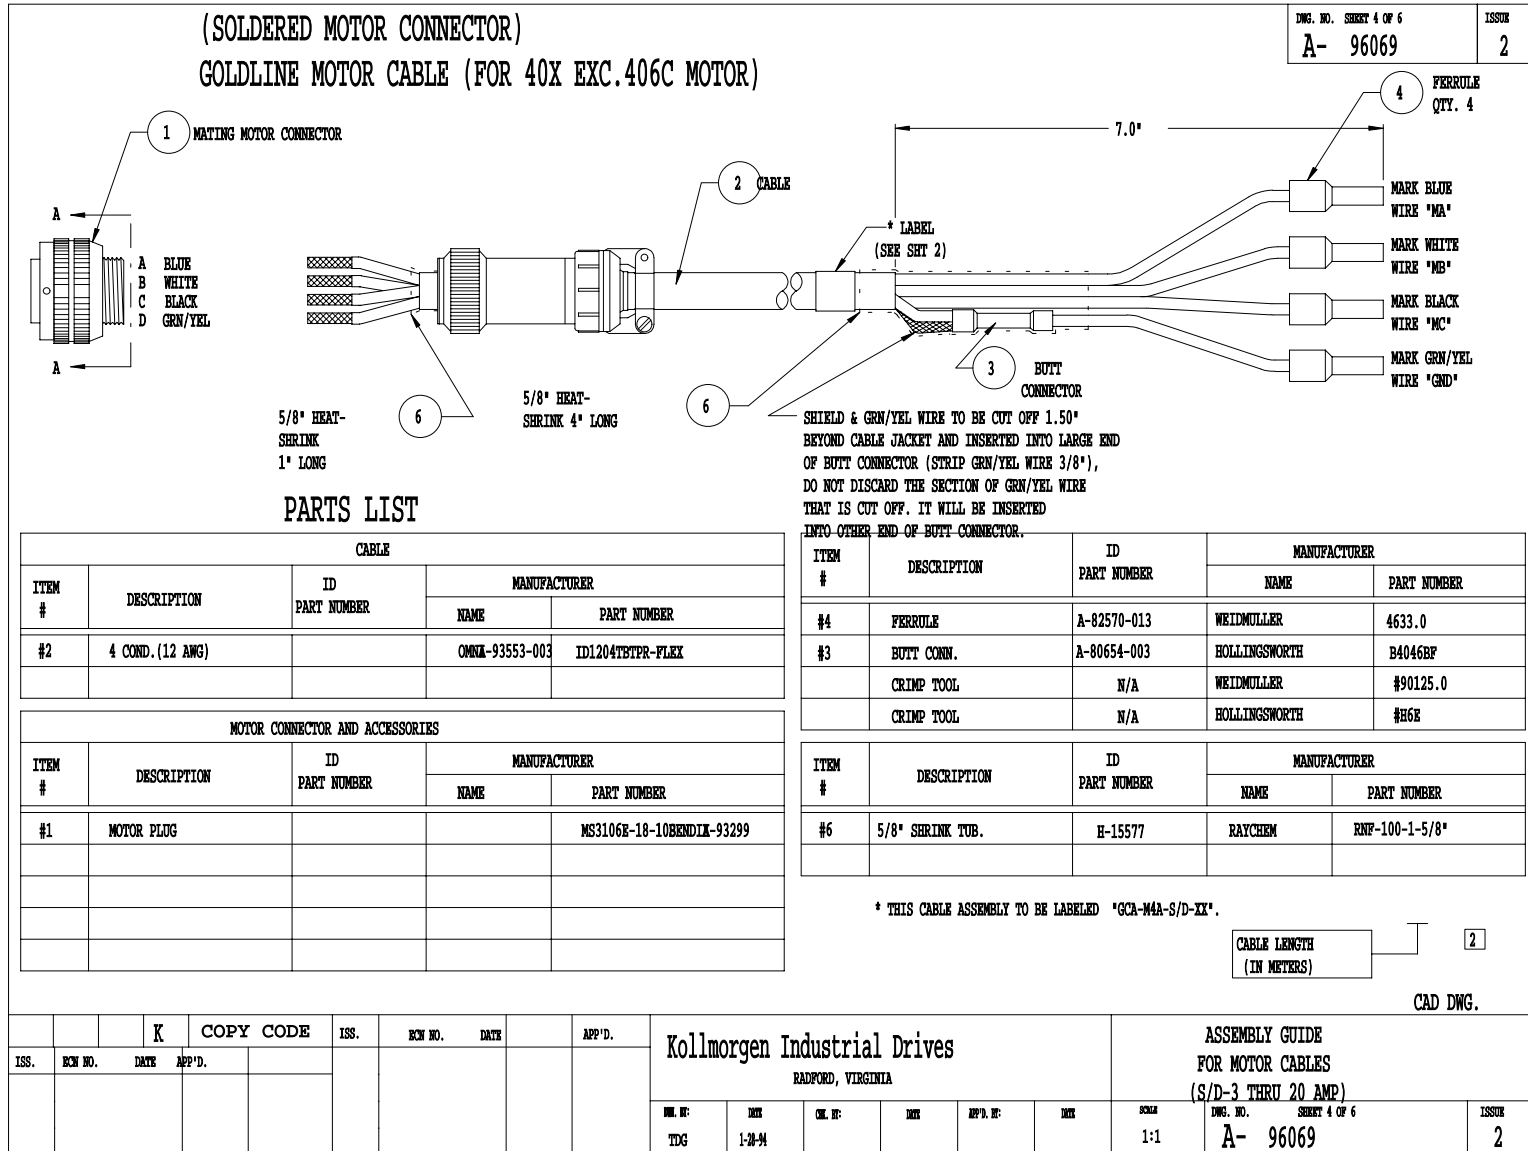 (SOLDERED MOTOR CONNECTOR)
GOLDLINE MOTOR CABLE (FOR 40X EXC.406C MOTOR)
DWG. NO. SHEET 4 OF 6
A- 96069
ISSUE
2
1 MATING MOTOR CONNECTOR
2 CABLE
7.0"
4
FERRULE
QTY. 4
A
A BLUE
B WHITE
C BLACK
D GRN/YEL
A
* LABEL
(SEE SHT 2)
MARK BLUE
WIRE "MA"
MARK WHITE
WIRE "MB"
MARK BLACK
WIRE "MC"
MARK GRN/YEL
WIRE "GND"
3
BUTT
CONNECTOR
5/8" HEAT-
SHRINK
1" LONG
6
5/8" HEAT-
SHRINK 4" LONG
6
SHIELD & GRN/YEL WIRE TO BE CUT OFF 1.50"
BEYOND CABLE JACKET AND INSERTED INTO LARGE END
OF BUTT CONNECTOR (STRIP GRN/YEL WIRE 3/8"),
DO NOT DISCARD THE SECTION OF GRN/YEL WIRE
THAT IS CUT OFF. IT WILL BE INSERTED
INTO OTHER END OF BUTT CONNECTOR.
PARTS LIST
CABLE
ITEM # DESCRIPTION ID PART NUMBER MANUFACTURER
NAME PART NUMBER
#2 4 COND.(12 AWG) A-93553-003 ID1204TBTPR-FLEX
MOTOR CONNECTOR AND ACCESSORIES
ITEM # DESCRIPTION ID PART NUMBER MANUFACTURER
NAME PART NUMBER
#1 MOTOR PLUG MS3106E-18-10 A-93299
ITEM # DESCRIPTION ID PART NUMBER MANUFACTURER
NAME PART NUMBER
#4 FERRULE A-82570-013 WEIDMULLER 4633.0
#3 BUTT CONN. A-80654-003 HOLLINGSWORTH B4046BF
CRIMP TOOL N/A WEIDMULLER #90125.0
CRIMP TOOL N/A HOLLINGSWORTH #H6E
ITEM # DESCRIPTION ID PART NUMBER MANUFACTURER
NAME PART NUMBER
#6 5/8" SHRINK TUB. H-15577 RAYCHEM RNF-100-1-5/8"
* THIS CABLE ASSEMBLY TO BE LABELED "GCA-M4A-S/D-XX".
CABLE LENGTH
(IN METERS)
2
CAD DWG.
K COPY CODE ISS. ECN NO. DATE APP'D.
ISS. ECN NO. DATE APP'D.
Kollmorgen Industrial Drives
RADFORD, VIRGINIA
ASSEMBLY GUIDE
FOR MOTOR CABLES
(S/D-3 THRU 20 AMP)
DATE CHK. BY: DATE APP'D. BY: DATE
TDG 1-28-94
SCALE
1:1
DWG. NO. SHEET 4 OF 6
A- 96069
ISSUE
2